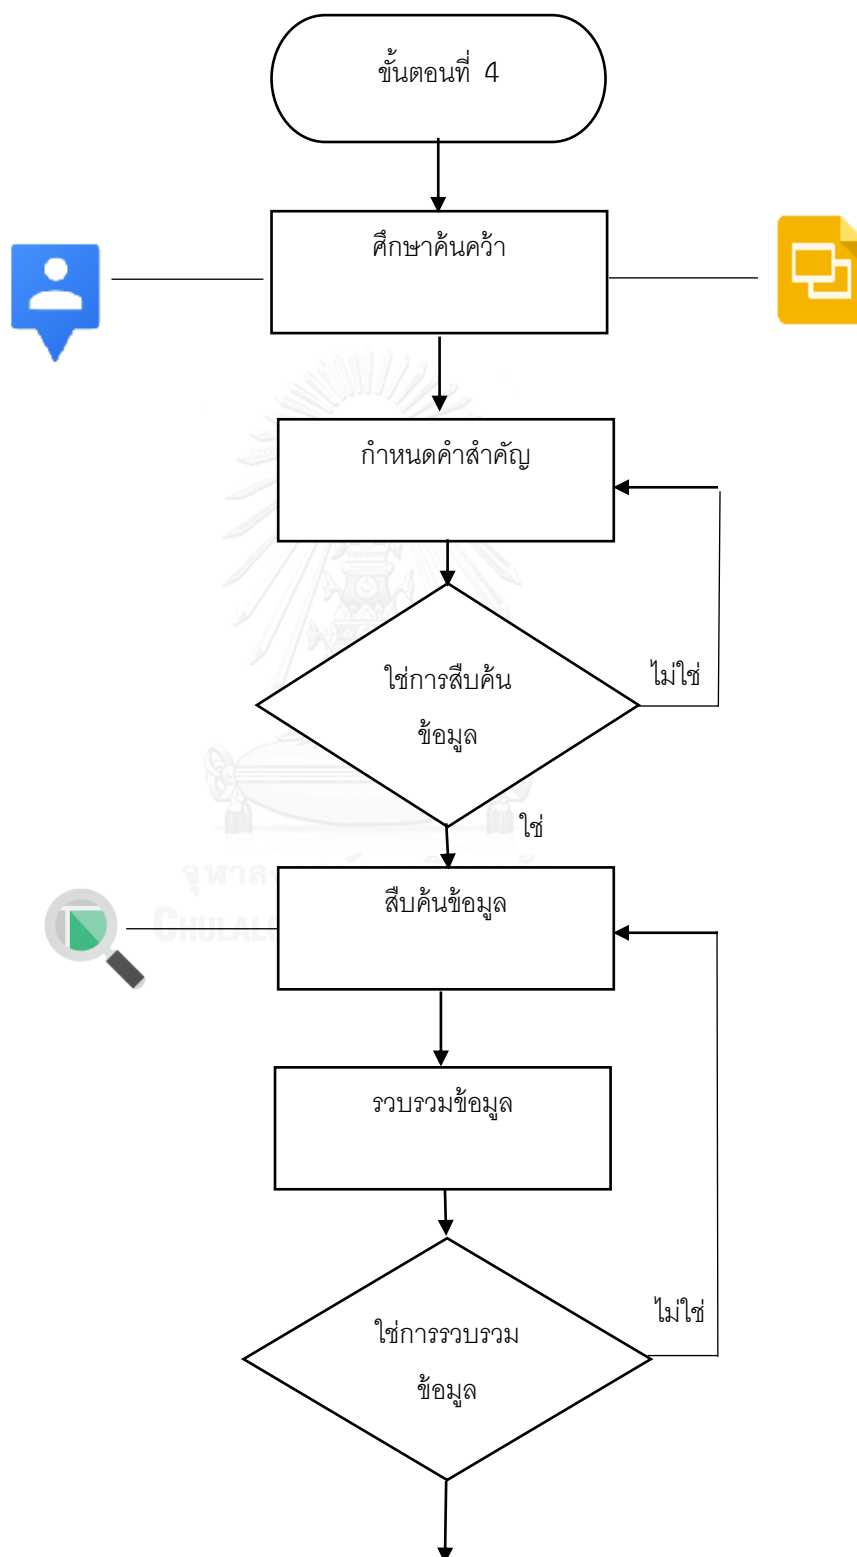 ขั้นตอนที่ 4
ศึกษาค้นคว้า
กำหนดคำสำคัญ
ใช่การสืบค้น
ข้อมูล
ไม่ใช่
ใช่
สืบค้นข้อมูล
รวบรวมข้อมูล
ใช่การรวบรวม
ข้อมูล
ไม่ใช่